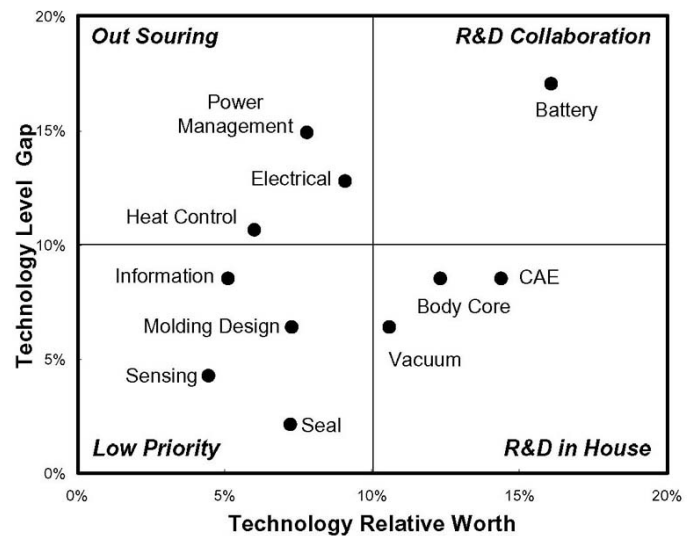 20%
Out Souring
R&D Collaboration
Power
Management
Battery
15%
Electrical
Heat Control
10%
Information
CAE
Body Core
Molding Design
Vacuum
5%
Sensing
Seal
Low Priority
R&D in House
0%
0%
5%
10%
15%
20%
Technology Relative Worth
Technology Level Gap